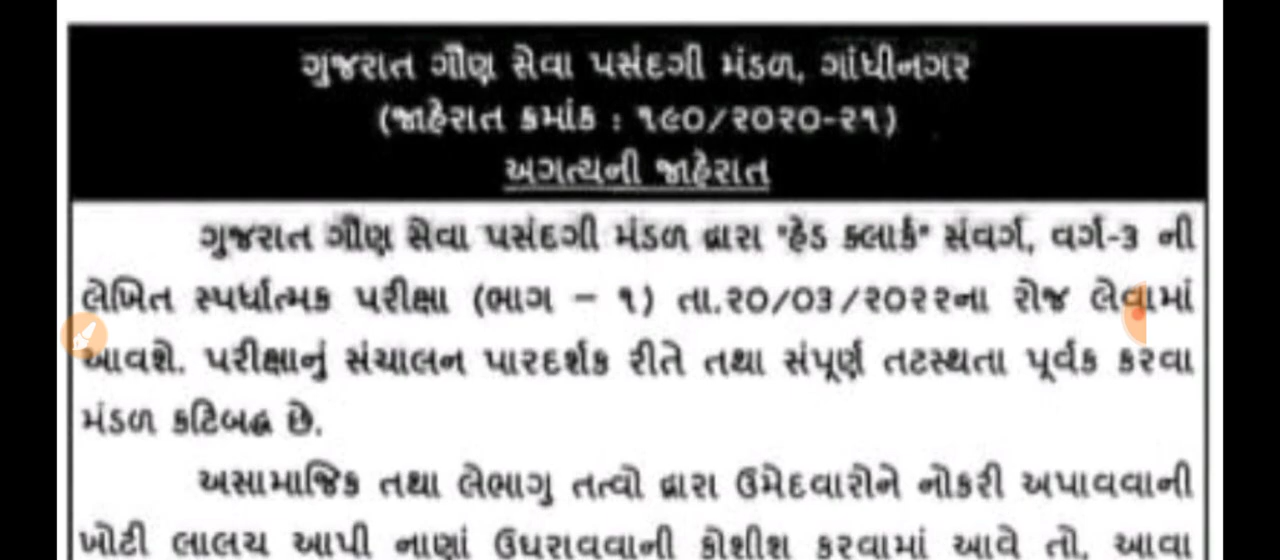 ગુજરાત ગૌણ સેવા પસંદગી મંડળ, ગાંધીનગર
(જાહેરાત ક્રમાંક : ૧૯૦/૨૦૨૦-૨૧)
અગત્યની જાહેરાત
ગુજરાત ગૌણ સેવા પસંદગી મંડળ દ્વારા "હેડ ક્લાર્ક" સંવર્ગ, વર્ગ-૩ ની
લેખિત સ્પર્ધાત્મક પરીક્ષા (ભાગ – ૧) તા.૨૦/૦૩/૨૦૨૨ના રોજ લેવામાં
આવશે. પરીક્ષાનું સંચાલન પારદર્શક રીતે તથા સંપૂર્ણ તટસ્થતા પૂર્વક કરવા
મંડળ કટિબદ્ધ છે.
અસામાજિક તથા લેભાગુ તત્વો દ્વારા ઉમેદવારોને નોકરી અપાવવાની
ખોટી લાલચ આપી નાણાં ઉઘરાવવાની કોશીશ કરવામાં આવે તો, આવા